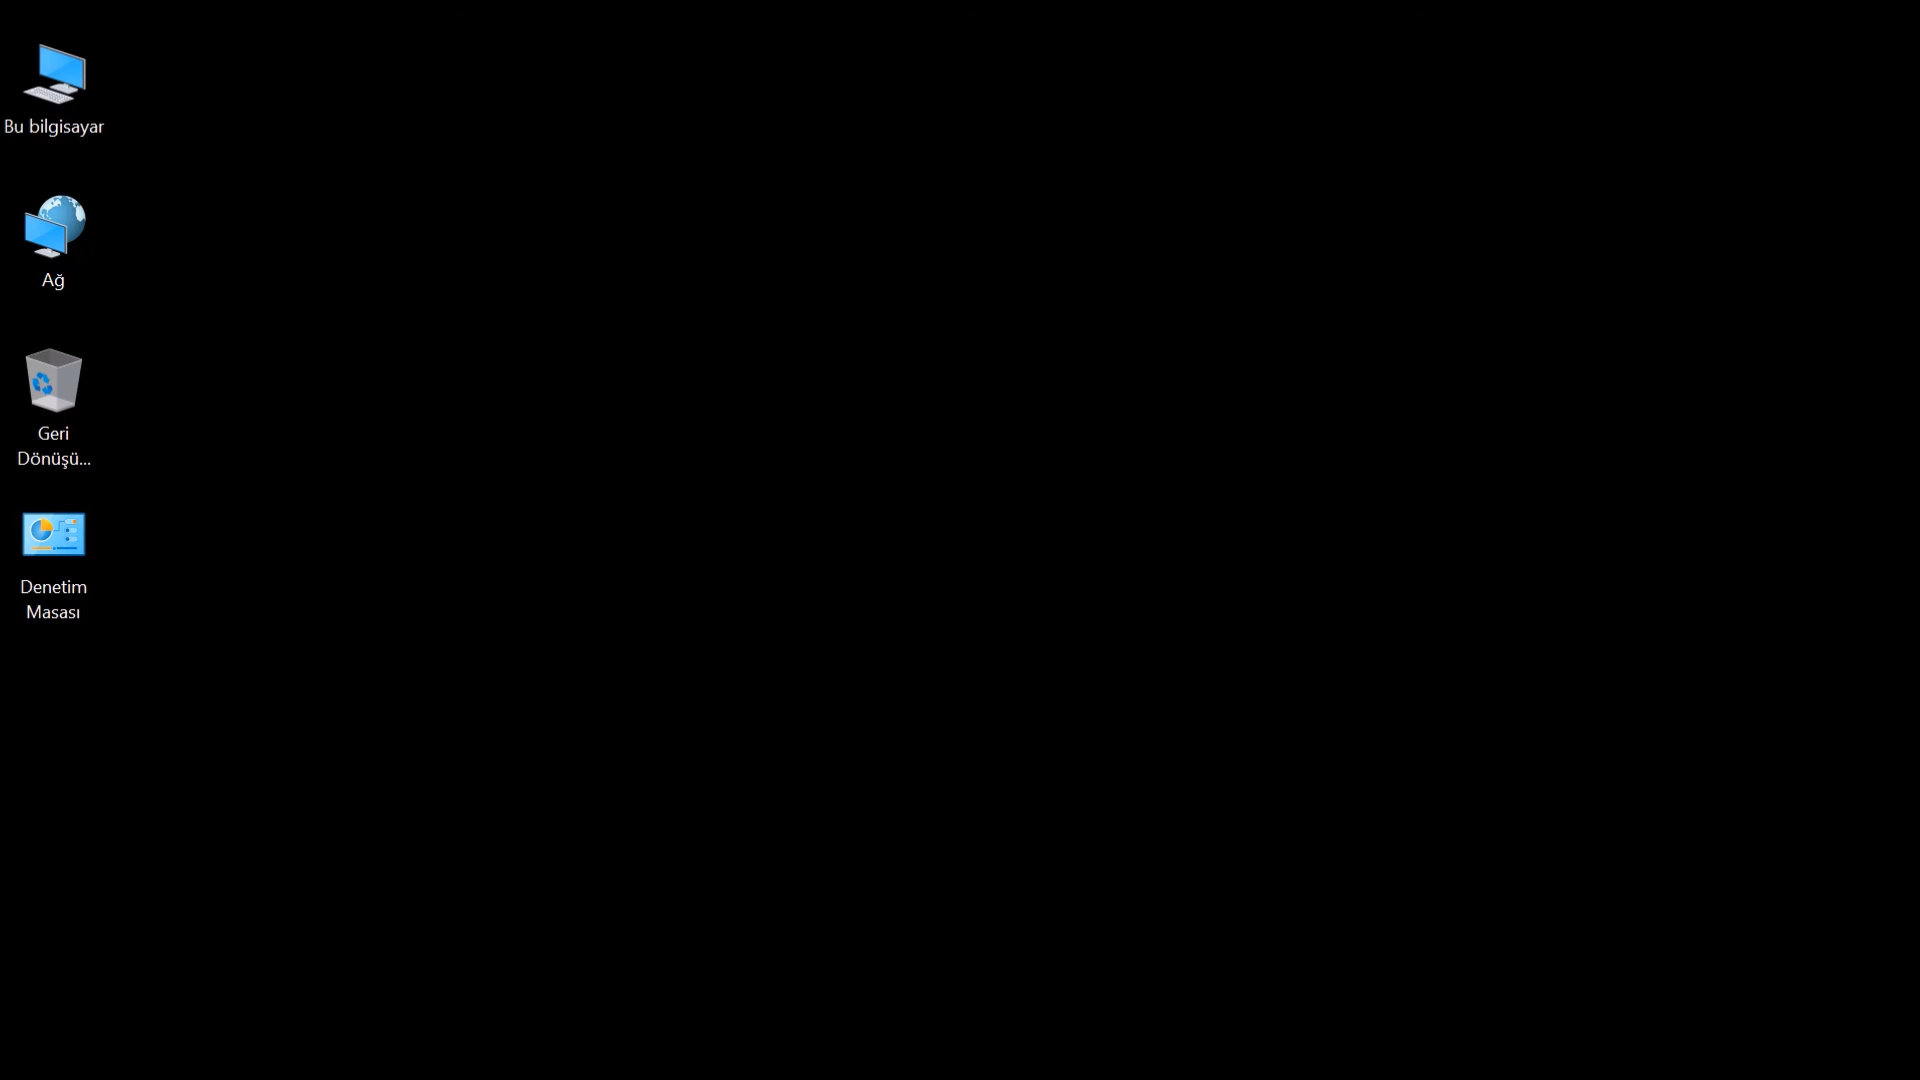 Bu bilgisayar
Ağ
Geri
Dönüşü...
Denetim
Masası